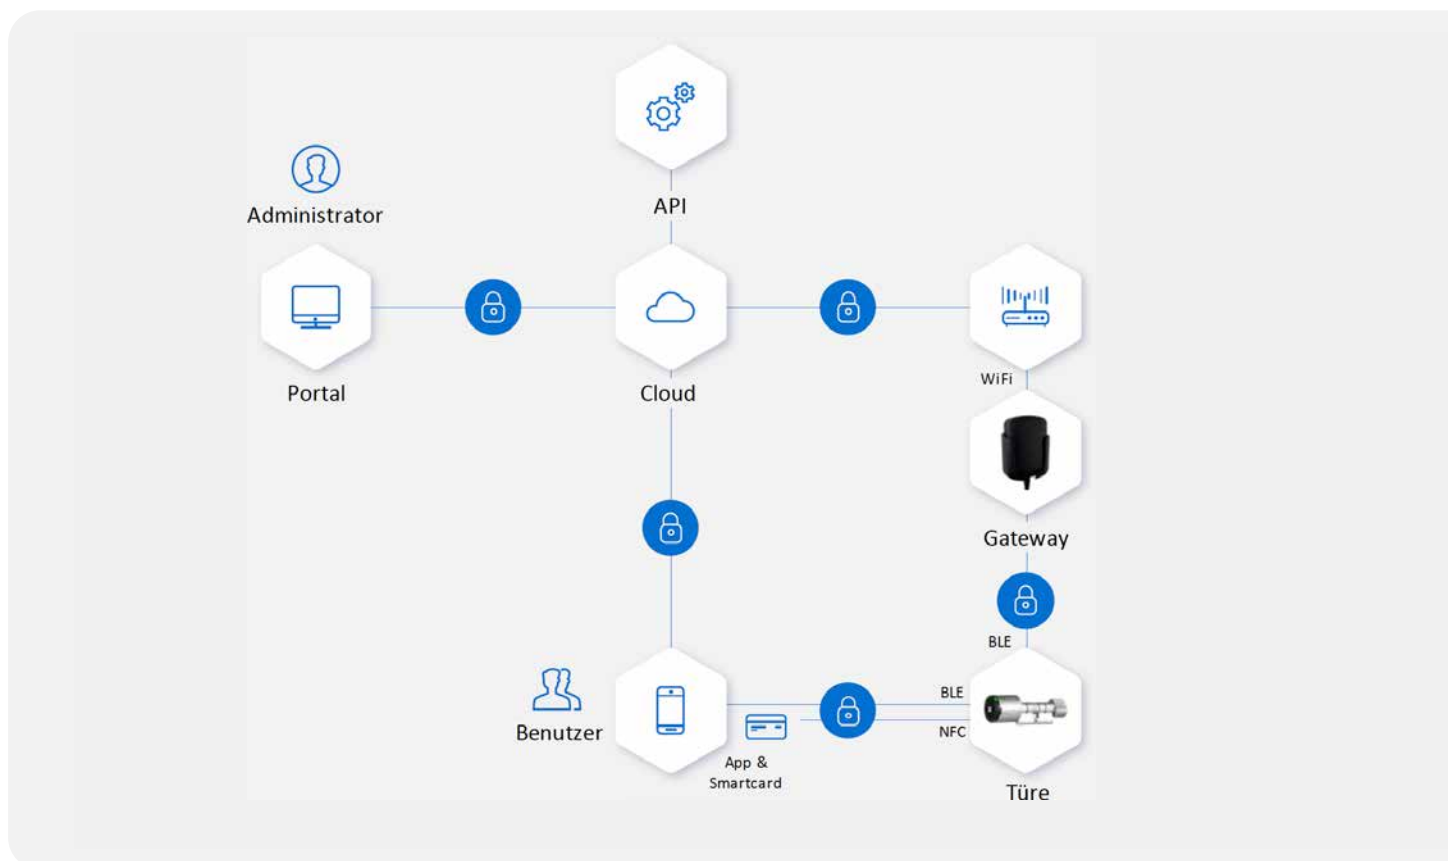 API
Administrator
Portal
Cloud
WiFi
Gateway
BLE
BLE
Benutzer
NFC
App &
Smartcard
Türe